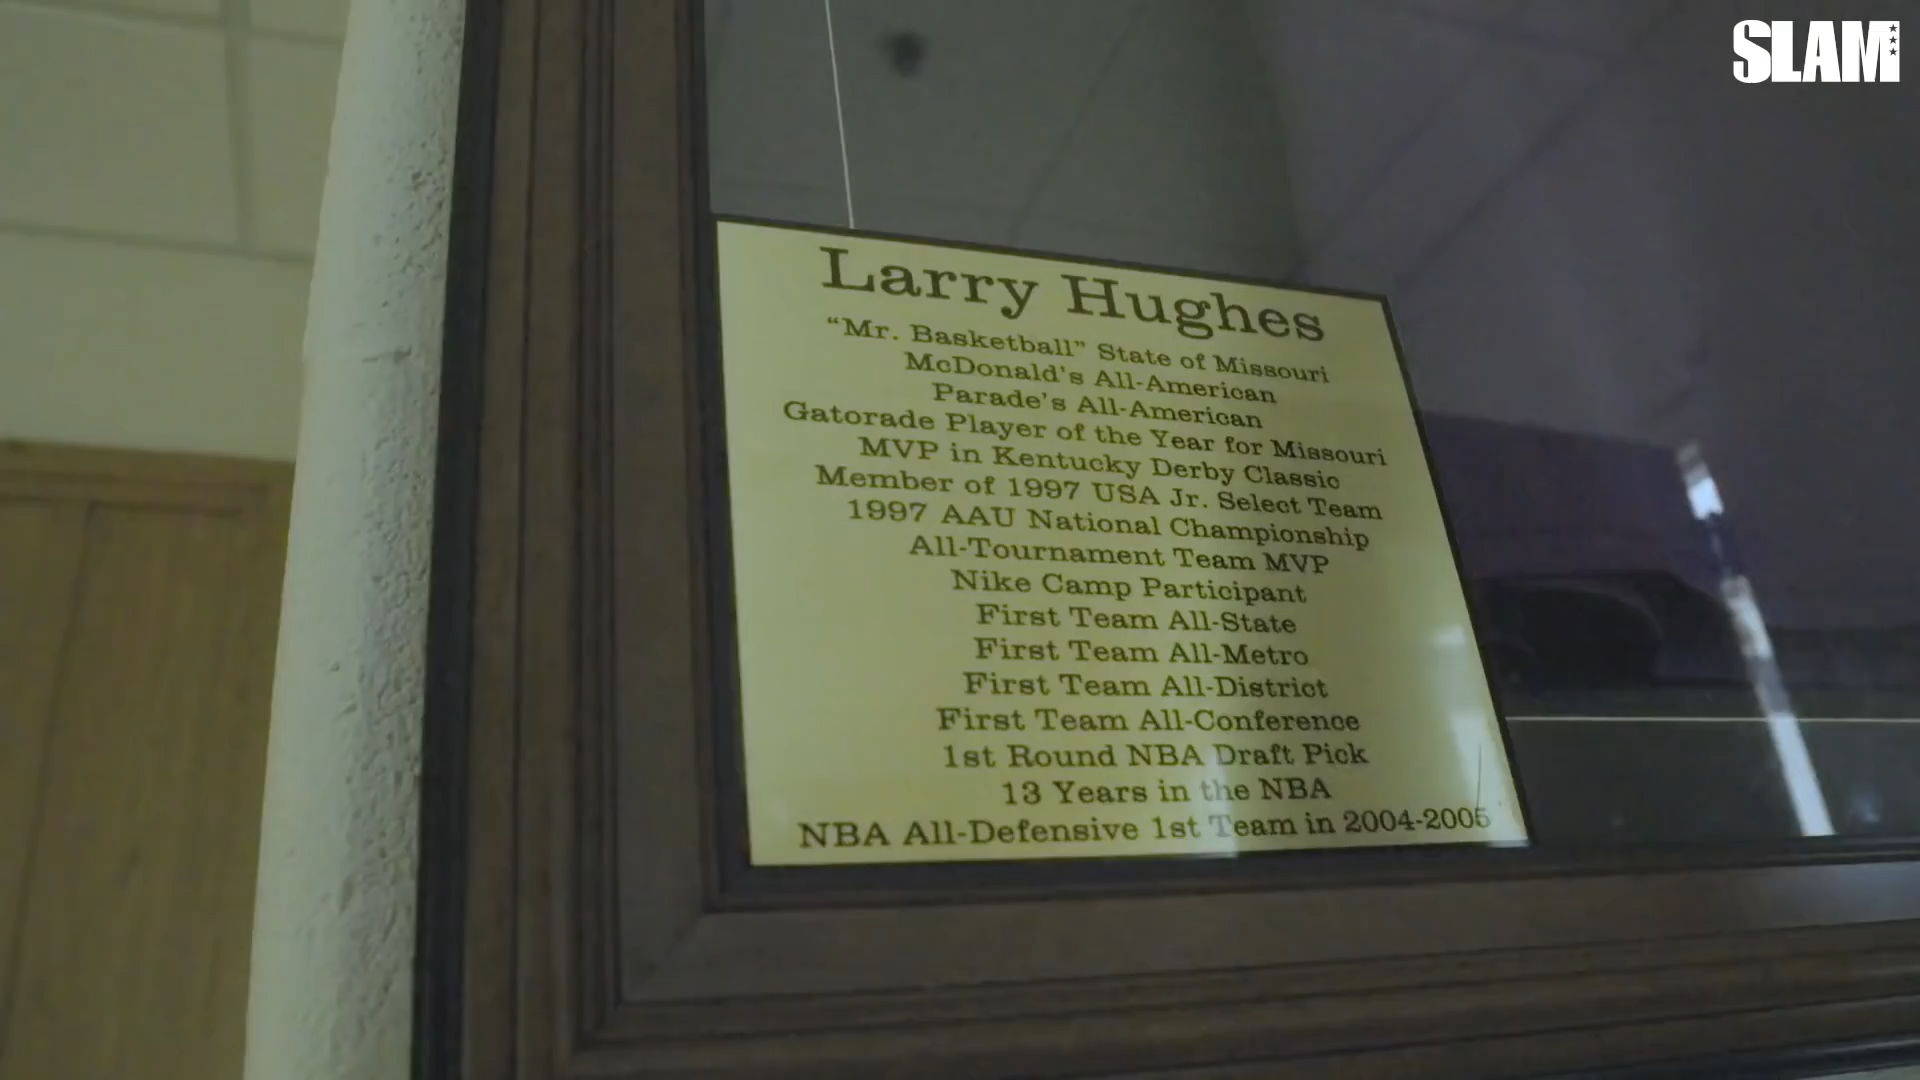 SLAM
Larry Hughes
“Mr. Basketball” State of Missouri
McDonald's All-American
Parade's All-American
Gatorade Player of the Year for Missouri
MVP in Kentucky Derby Classic
Member of 1997 USA Jr. Select Team
1997 AAU National Championship
All-Tournament Team MVP
Nike Camp Participant
First Team All-State
First Team All-Metro
First Team All-District
First Team All-Conference
1st Round NBA Draft Pick
13 Years in the NBA
NBA All-Defensive 1st Team in 2004-2005